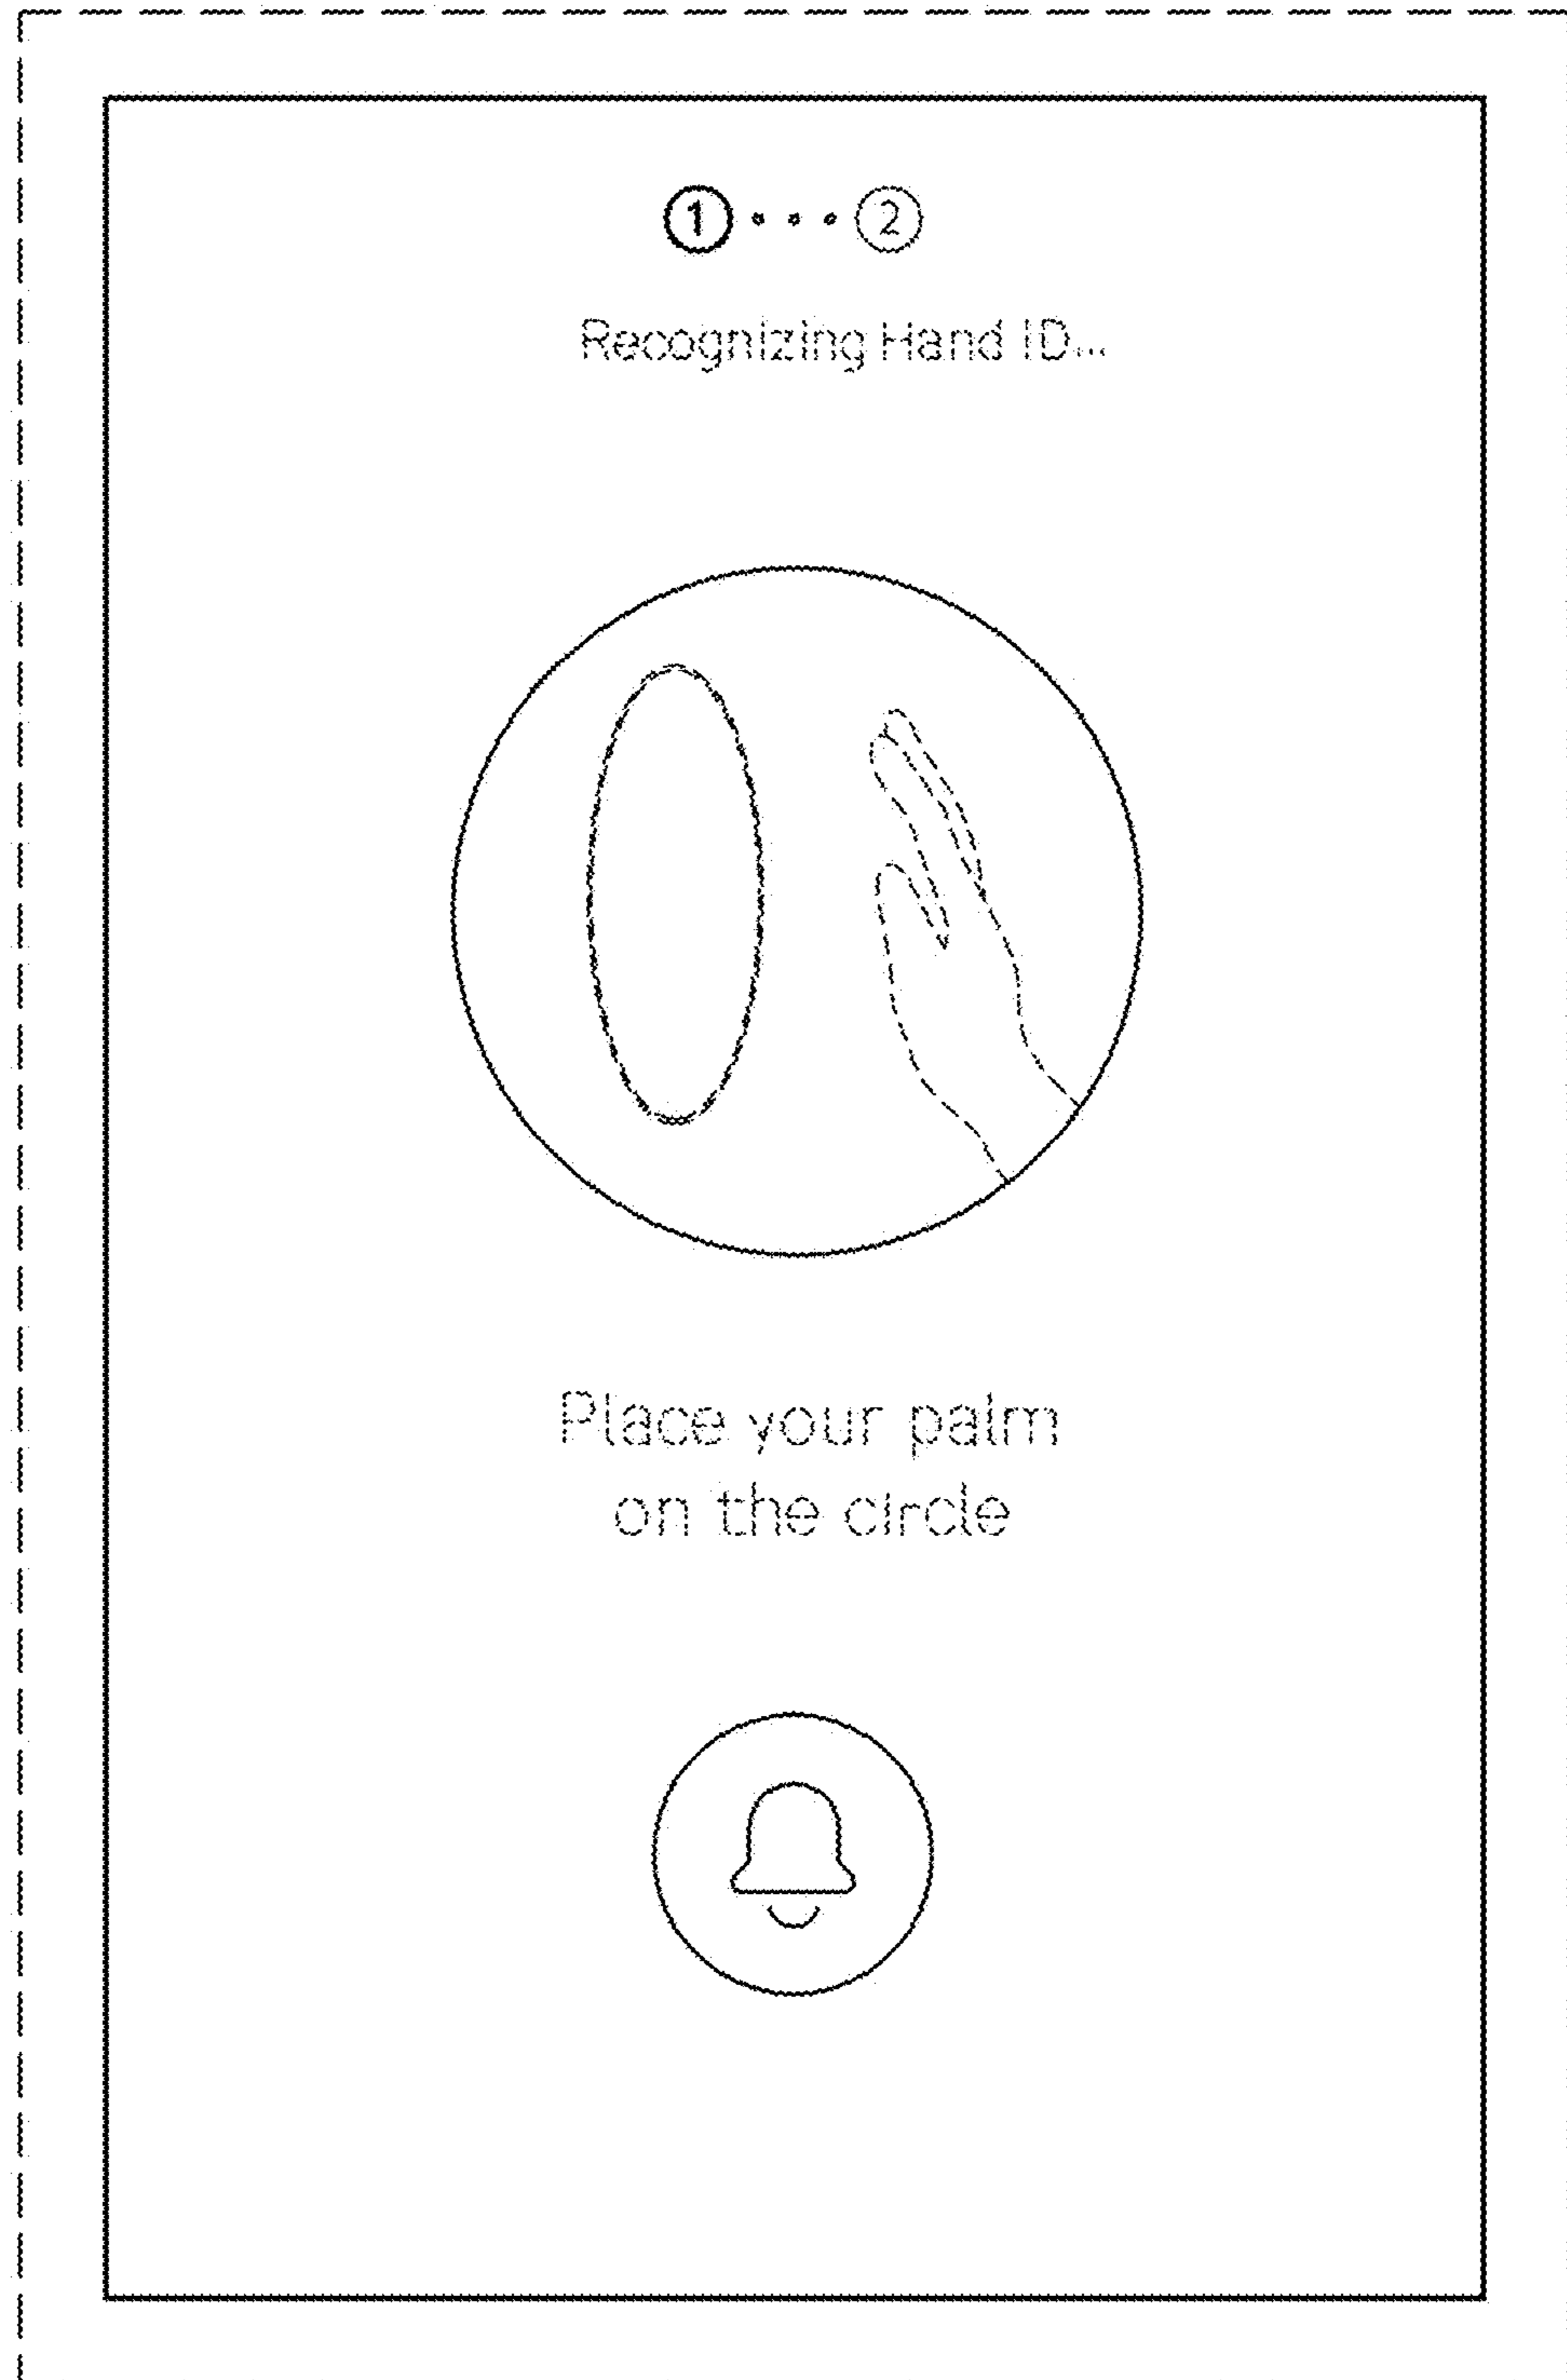 1 • • • 2
Recognizing Hand ID...
Place your palm
on the circle